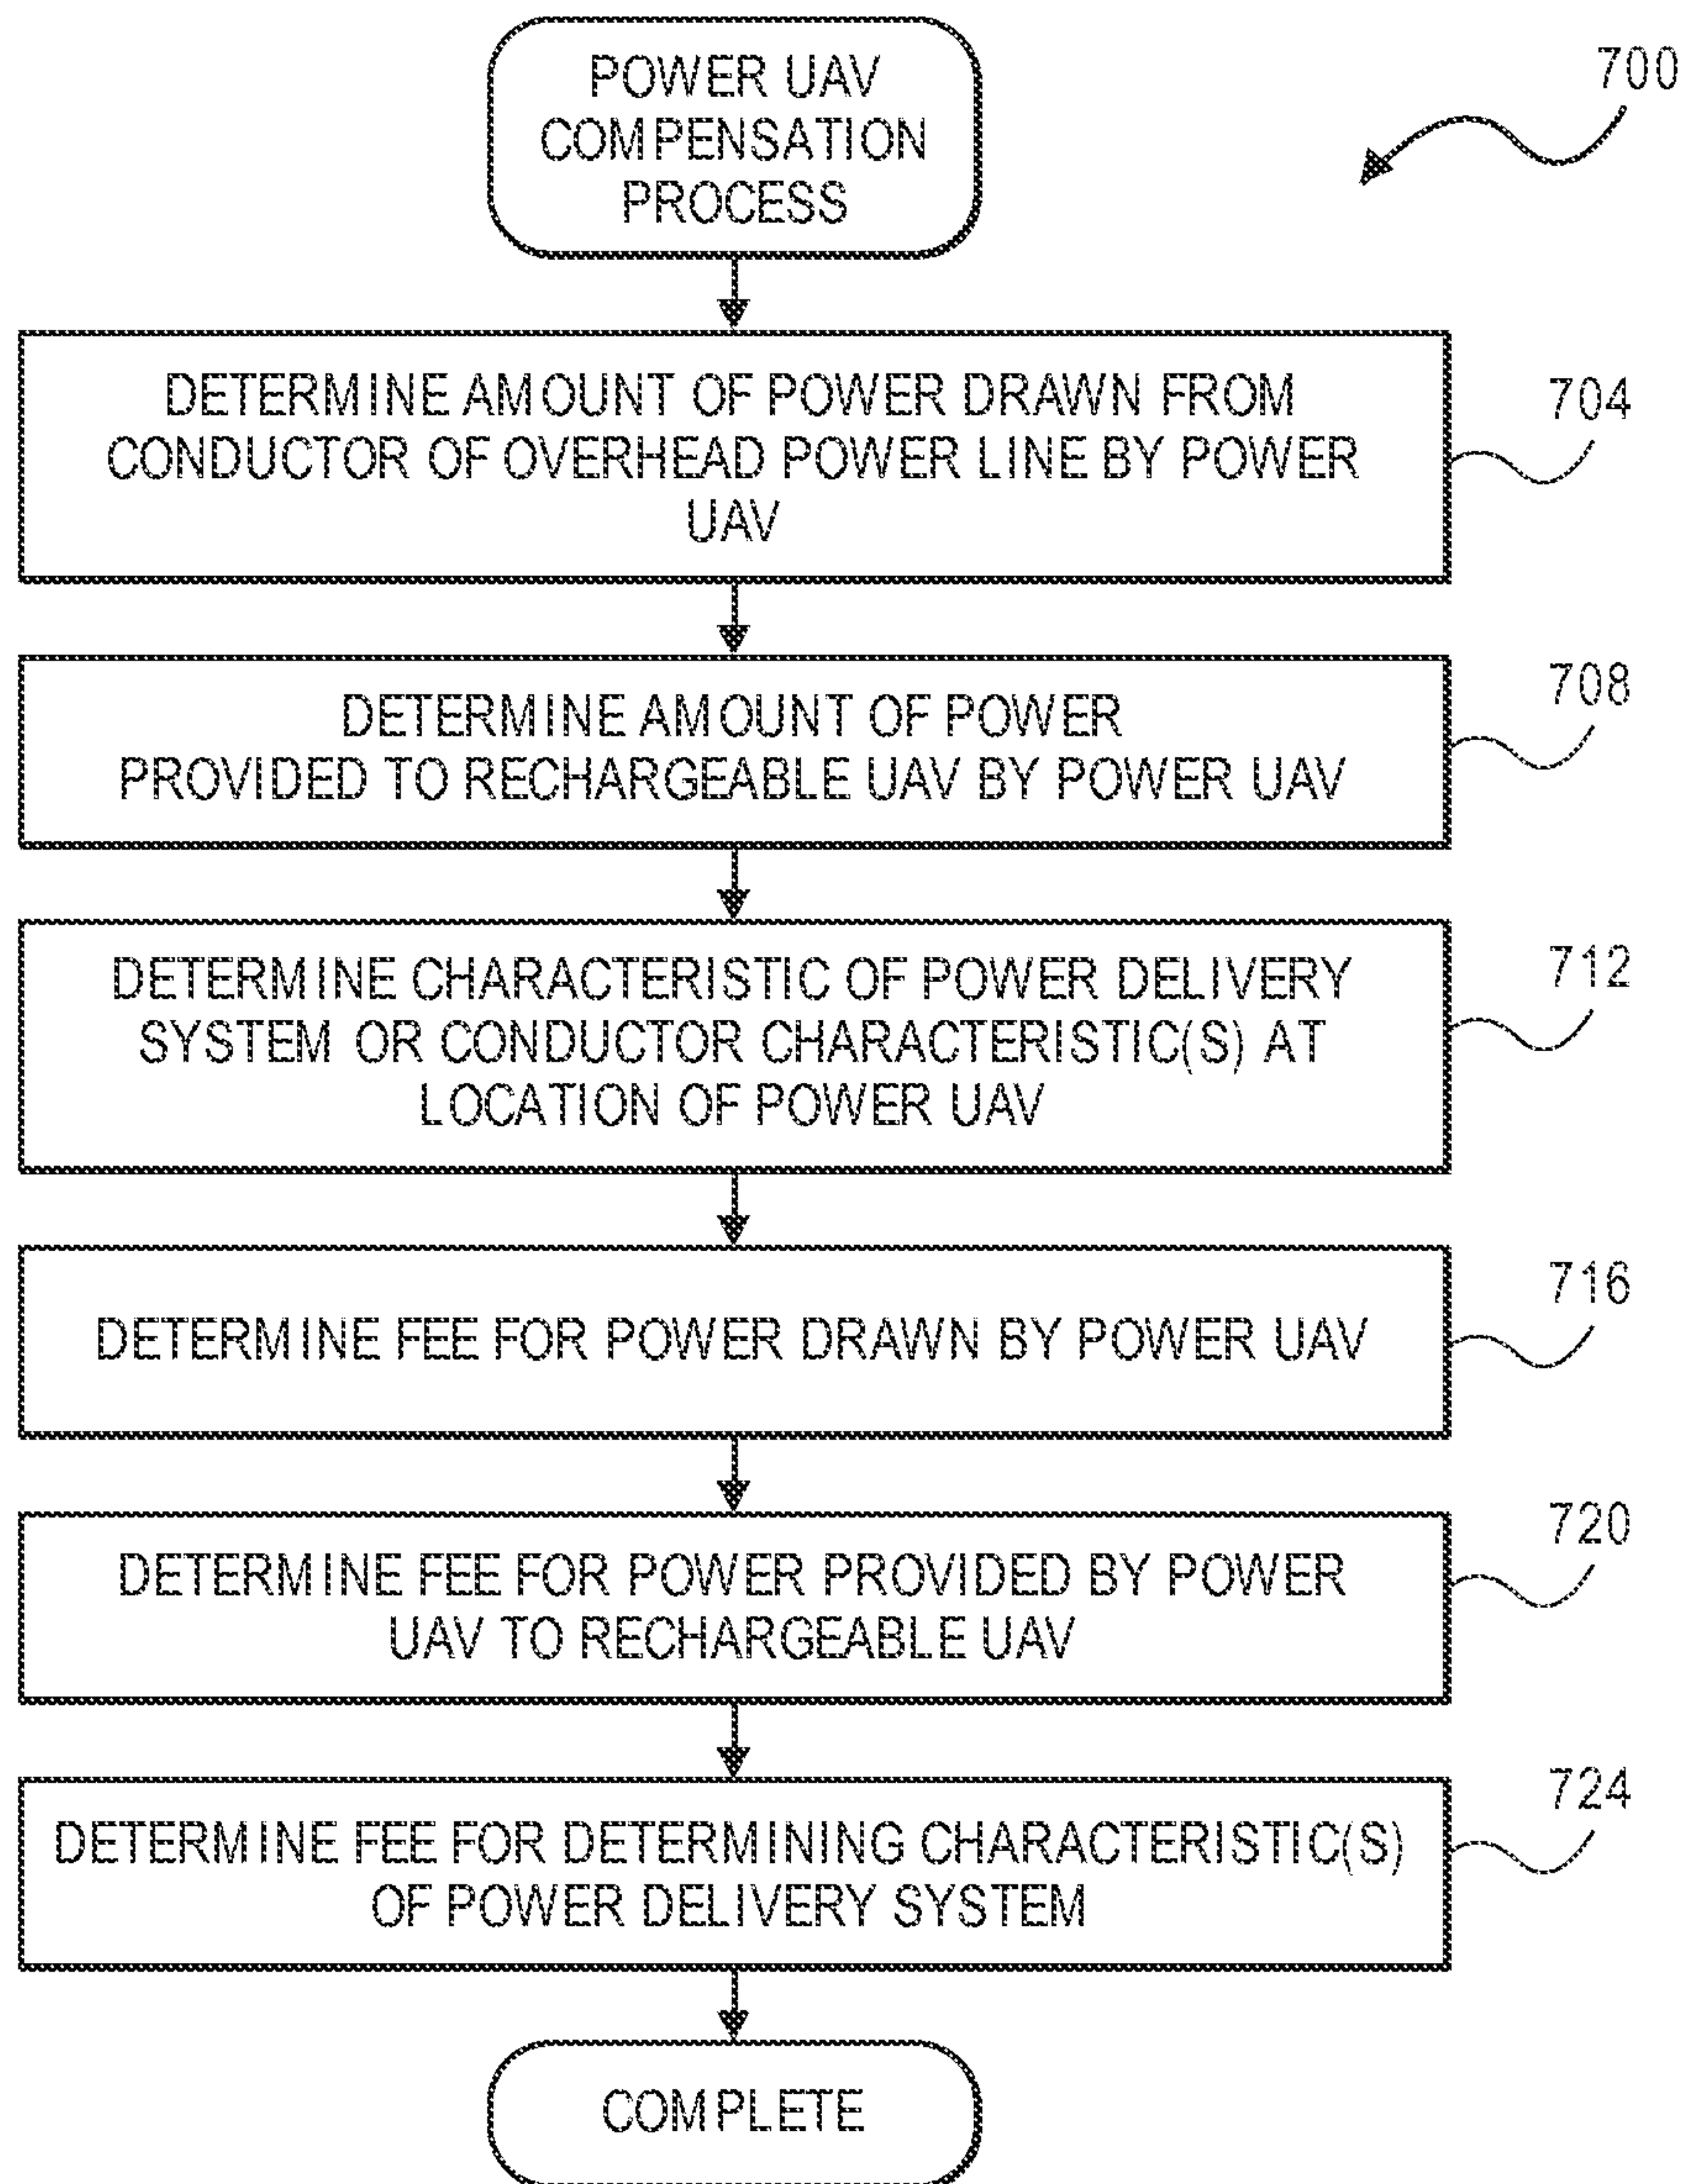 POWER UAV
COMPENSATION
PROCESS
700
DETERMINE AMOUNT OF POWER DRAWN FROM
CONDUCTOR OF OVERHEAD POWER LINE BY POWER
UAV
704
DETERMINE AMOUNT OF POWER
PROVIDED TO RECHARGEABLE UAV BY POWER UAV
708
DETERMINE CHARACTERISTIC OF POWER DELIVERY
SYSTEM OR CONDUCTOR CHARACTERISTIC(S) AT
LOCATION OF POWER UAV
712
DETERMINE FEE FOR POWER DRAWN BY POWER UAV
716
DETERMINE FEE FOR POWER PROVIDED BY POWER
UAV TO RECHARGEABLE UAV
720
DETERMINE FEE FOR DETERMINING CHARACTERISTIC(S)
OF POWER DELIVERY SYSTEM
724
COMPLETE